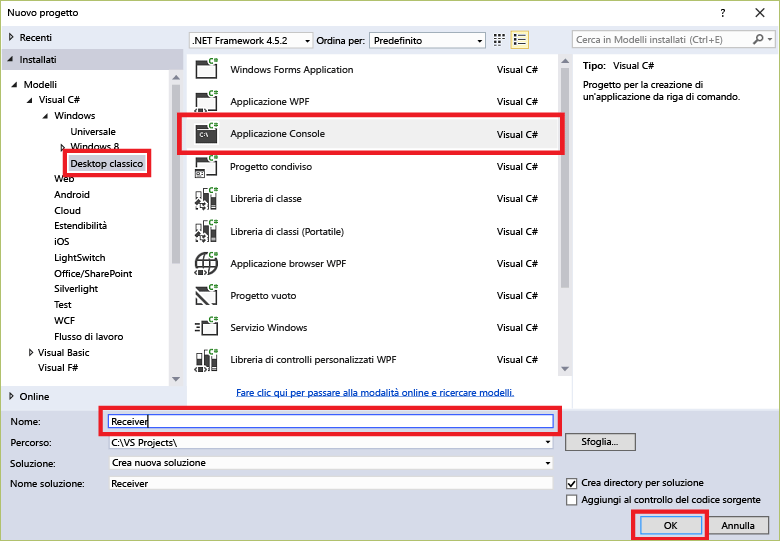 Nuovo progetto
?
Recenti
.NET Framework 4.5.2
Ordina per:
Predefinito
Cerca in Modelli installati (Ctrl+E)
Installati
Modelli
Visual C#
Windows
Universale
Windows 8
Desktop classico
Web
Android
Cloud
Estendibilità
iOS
LightSwitch
Office/SharePoint
Silverlight
Test
WCF
Flusso di lavoro
Visual Basic
Visual F#
Online
Windows Forms Application Visual C#
Applicazione WPF Visual C#
Applicazione Console Visual C#
Progetto condiviso Visual C#
Libreria di classe Visual C#
Libreria di classi (Portatile) Visual C#
Applicazione browser WPF Visual C#
Progetto vuoto Visual C#
Servizio Windows Visual C#
Libreria di controlli personalizzati WPF Visual C#
Fare clic qui per passare alla modalità online e ricercare modelli.
Tipo: Visual C#
Progetto per la creazione di
un'applicazione da riga di comando.
Nome: Receiver
Percorso: C:\VS Projects\
Sfoglia...
Soluzione: Crea nuova soluzione
Nome soluzione: Receiver
Crea directory per soluzione
Aggiungi al controllo del codice sorgente
OK
Annulla